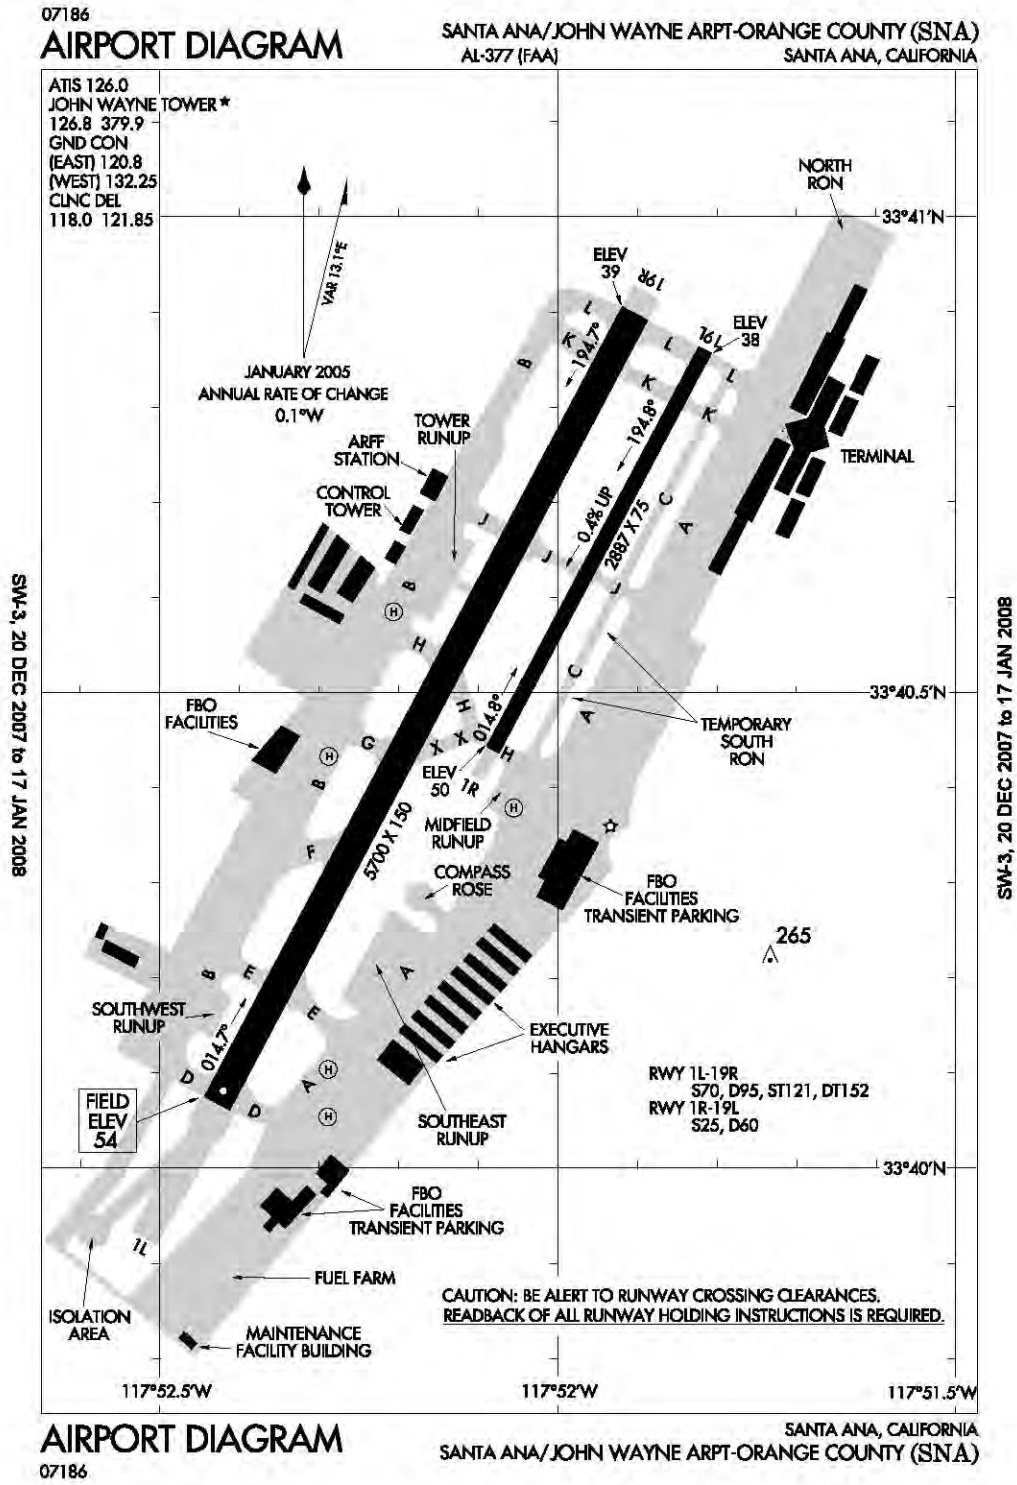 07186
AIRPORT DIAGRAM
SANTA ANA/JOHN WAYNE ARPT-ORANGE COUNTY (SNA)
AL-377 (FAA)
SANTA ANA, CALIFORNIA
ATIS 126.0
JOHN WAYNE TOWER★
126.8 379.9
GND CON
(EAST) 120.8
(WEST) 132.25
CLNC DEL
118.0 121.85
VAR 13.1°E
JANUARY 2005
ANNUAL RATE OF CHANGE
0.1°W
NORTH
RON
33°41'N
ELEV
39
19R
ELEV
38
19L
L
L
L
K
K
K
B
194.7°
194.8°
TOWER
RUNUP
ARFF
STATION
CONTROL
TOWER
TERMINAL
0.4% UP
2887 X 75
C
A
J
J
L
B
H
H
H
C
A
33°40.5'N
FBO
FACILITIES
TEMPORARY
SOUTH
RON
014.8°
G
X
X
H
H
B
ELEV
50
1R
MIDFIELD
RUNUP
H
F
5700 X 150
COMPASS
ROSE
FBO
FACILITIES
TRANSIENT PARKING
265
B
E
E
A
SOUTHWEST
RUNUP
014.7°
EXECUTIVE
HANGARS
D
D
A
H
H
FIELD
ELEV
54
SOUTHEAST
RUNUP
RWY 1L-19R
S70, D95, ST121, DT152
RWY 1R-19L
S25, D60
33°40'N
FBO
FACILITIES
TRANSIENT PARKING
1L
FUEL FARM
ISOLATION
AREA
MAINTENANCE
FACILITY BUILDING
CAUTION: BE ALERT TO RUNWAY CROSSING CLEARANCES.
READBACK OF ALL RUNWAY HOLDING INSTRUCTIONS IS REQUIRED.
117°52.5'W
117°52'W
117°51.5'W
SW-3, 20 DEC 2007 to 17 JAN 2008
SW-3, 20 DEC 2007 to 17 JAN 2008
AIRPORT DIAGRAM
07186
SANTA ANA, CALIFORNIA
SANTA ANA/JOHN WAYNE ARPT-ORANGE COUNTY (SNA)